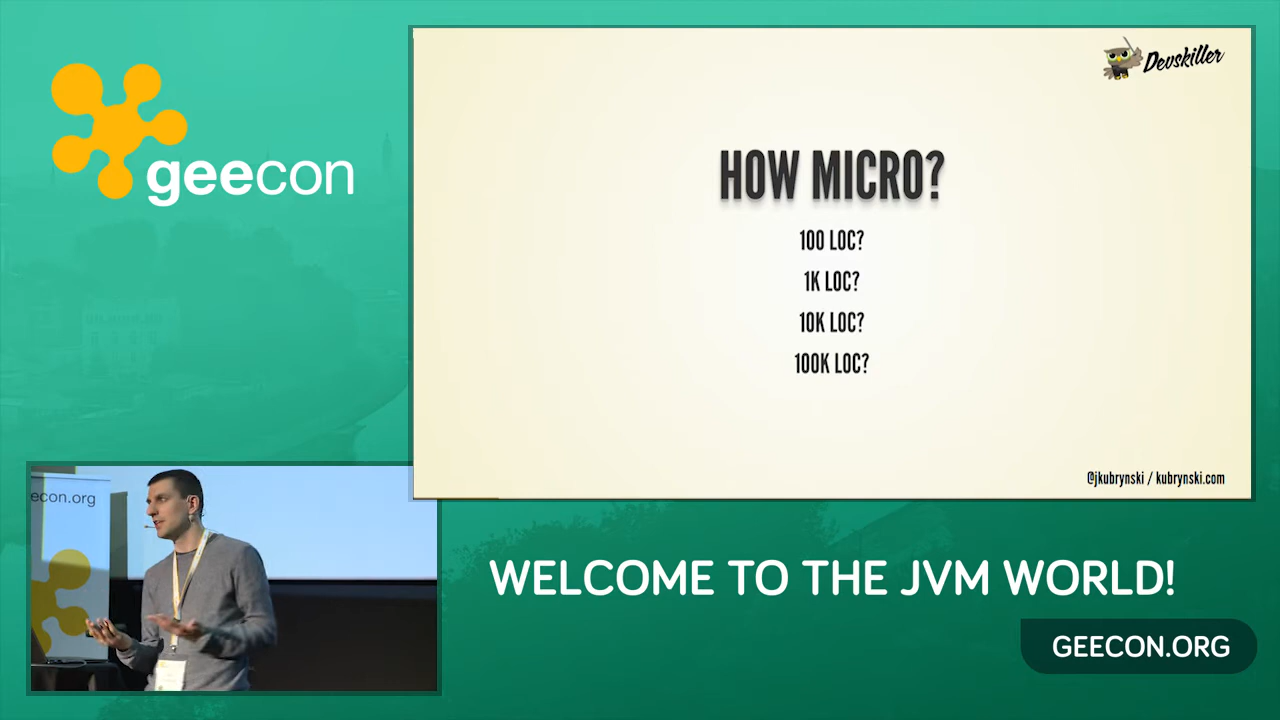 geecon
Devskiller
HOW MICRO?
100 LOC?
1K LOC?
10K LOC?
100K LOC?
@jkubrynski / kubrynski.com
econ.org
WELCOME TO THE JVM WORLD!
GEECON.ORG